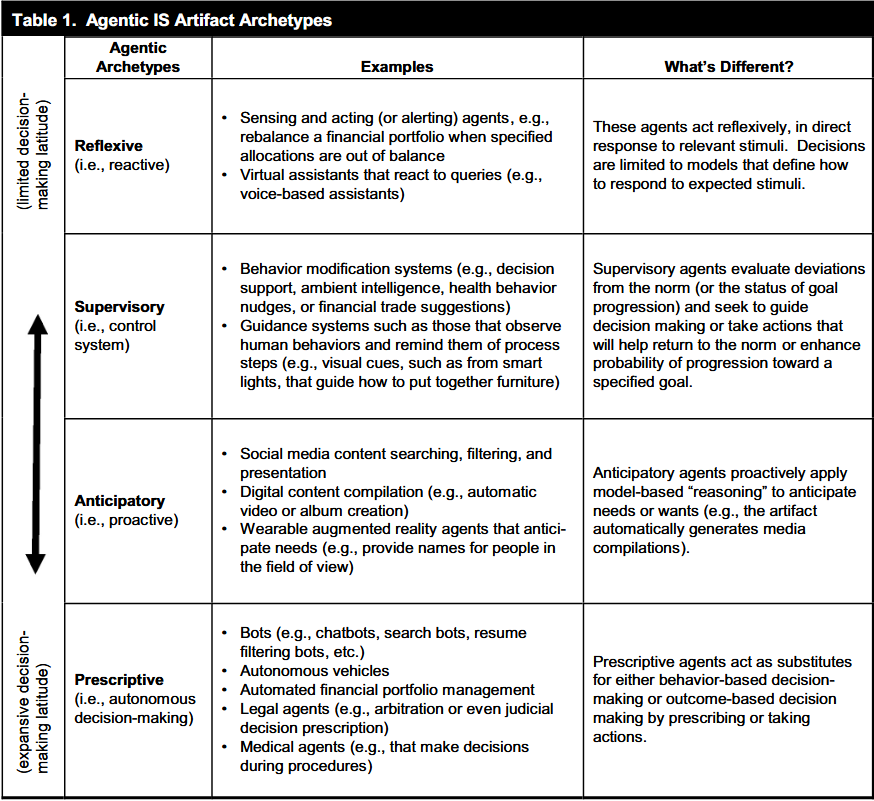 Table 1. Agentic IS Artifact Archetypes
Agentic
Archetypes
Examples
What's Different?
(limited decision-
making latitude)
Reflexive
(i.e., reactive)
• Sensing and acting (or alerting) agents, e.g.,
rebalance a financial portfolio when specified
allocations are out of balance
• Virtual assistants that react to queries (e.g.,
voice-based assistants)
These agents act reflexively, in direct
response to relevant stimuli. Decisions
are limited to models that define how
to respond to expected stimuli.
Supervisory
(i.e., control
system)
• Behavior modification systems (e.g., decision
support, ambient intelligence, health behavior
nudges, or financial trade suggestions)
• Guidance systems such as those that observe
human behaviors and remind them of process
steps (e.g., visual cues, such as from smart
lights, that guide how to put together furniture)
Supervisory agents evaluate deviations
from the norm (or the status of goal
progression) and seek to guide
decision making or take actions that
will help return to the norm or enhance
probability of progression toward a
specified goal.
Anticipatory
(i.e., proactive)
• Social media content searching, filtering, and
presentation
• Digital content compilation (e.g., automatic
video or album creation)
• Wearable augmented reality agents that antici-
pate needs (e.g., provide names for people in
the field of view)
Anticipatory agents proactively apply
model-based “reasoning” to anticipate
needs or wants (e.g., the artifact
automatically generates media
compilations).
(expansive decision-
making latitude)
Prescriptive
(i.e., autonomous
decision-making)
• Bots (e.g., chatbots, search bots, resume
filtering bots, etc.)
• Autonomous vehicles
• Automated financial portfolio management
• Legal agents (e.g., arbitration or even judicial
decision prescription)
• Medical agents (e.g., that make decisions
during procedures)
Prescriptive agents act as substitutes
for either behavior-based decision-
making or outcome-based decision
making by prescribing or taking
actions.